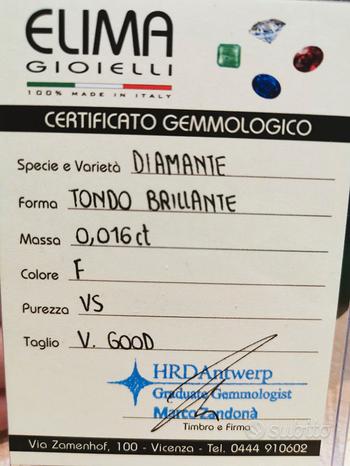 ELIMA
GIOIELLI
100% MADE IN ITALY
CERTIFICATO GEMMOLOGICO
Specie e Varietà DIAMANTE
Forma TONDO BRILLANTE
Massa 0,016 ct
Colore F
Purezza VS
Taglio V. GOOD
HRDAntwerp
Graduate Gemmologist
Marco Zandonà
Timbro e Firma
subito
Via Zamenhof, 100 - Vicenza - Tel. 0444 910602